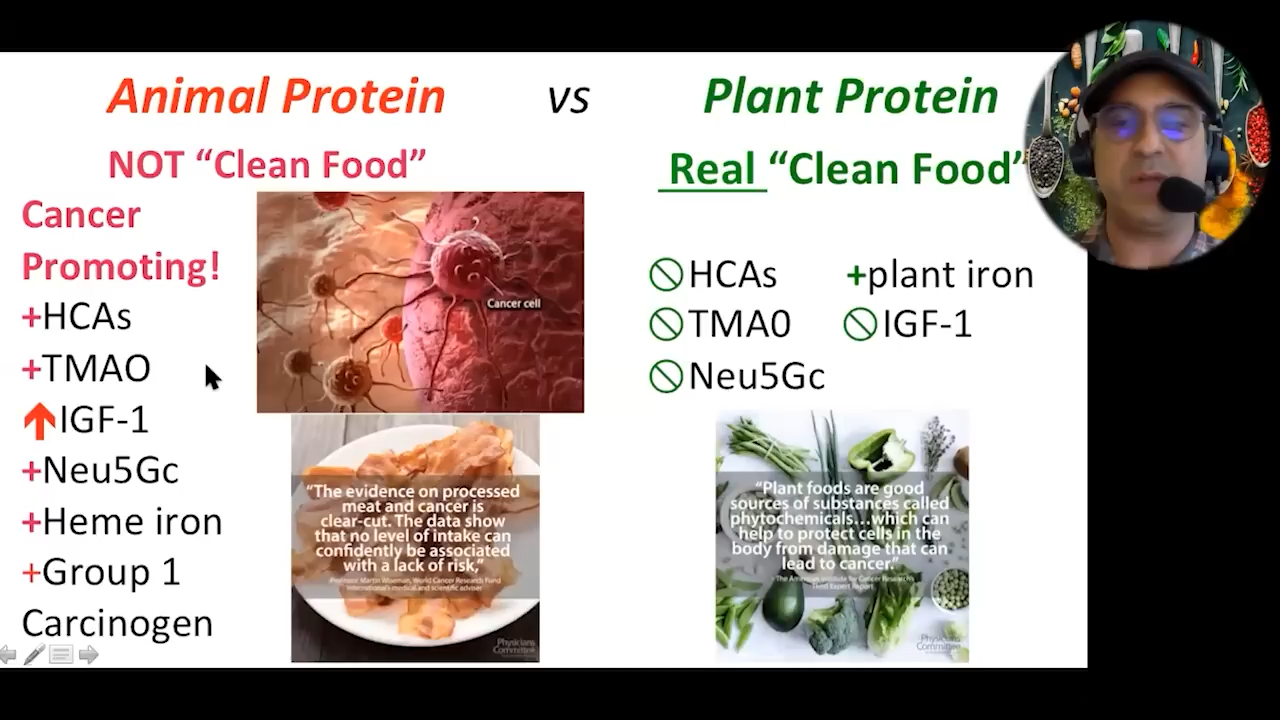 Animal Protein vs Plant Protein
NOT “Clean Food”
Real “Clean Food”
Cancer
Promoting!
+HCAs
+TMAO
IGF-1
+Neu5Gc
+Heme iron
+Group 1
Carcinogen
Cancer cell
“The evidence on processed
meat and cancer is
clear-cut. The data show
that no level of intake can
confidently be associated
with a lack of risk,”
-Professor Martin Wiseman, World Cancer Research Fund
International's medical and scientific adviser
Physicians
Committee
HCAs +plant iron
TMA0 IGF-1
Neu5Gc
“Plant foods are good
sources of substances called
phytochemicals...which can
help to protect cells in the
body from damage that can
lead to cancer.”
-The American Institute for Cancer Research's
Third Expert Report
Physicians
Committee